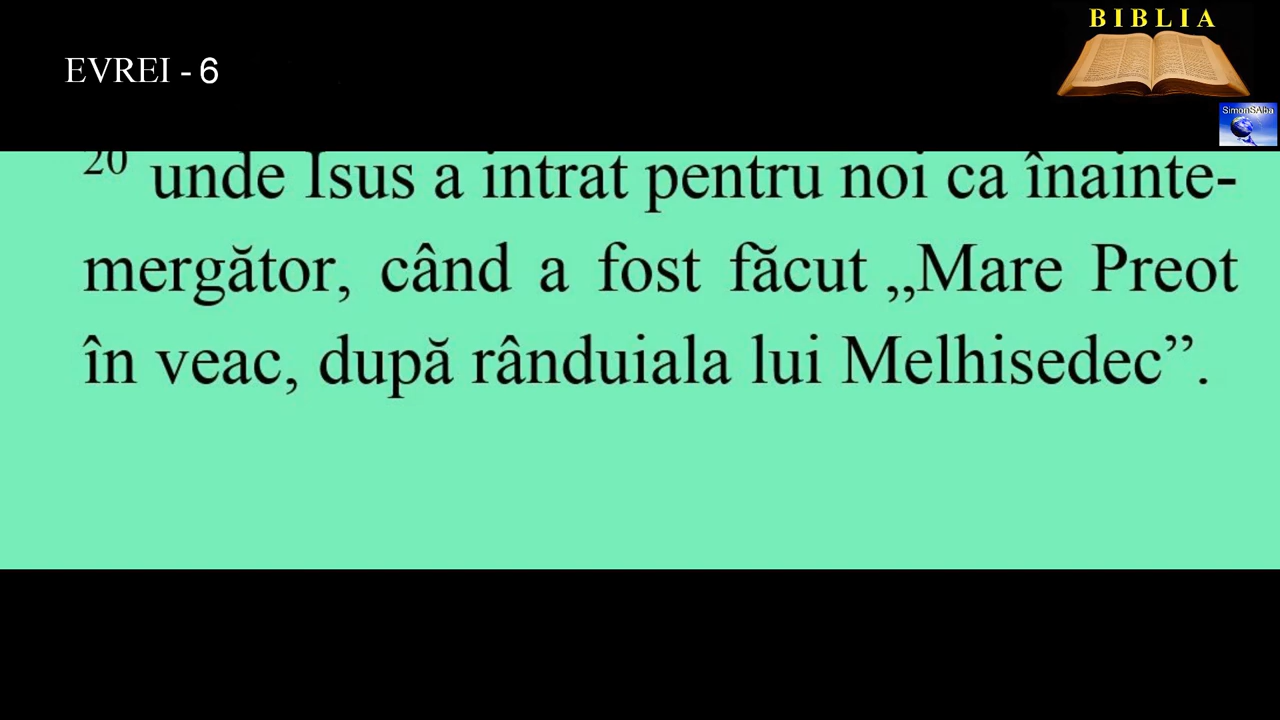 BIBLIA
EVREI - 6
SimonSAlba
20 unde Isus a intrat pentru noi ca înainte-
mergător, când a fost făcut „Mare Preot
în veac, după rânduiala lui Melhisedec”.